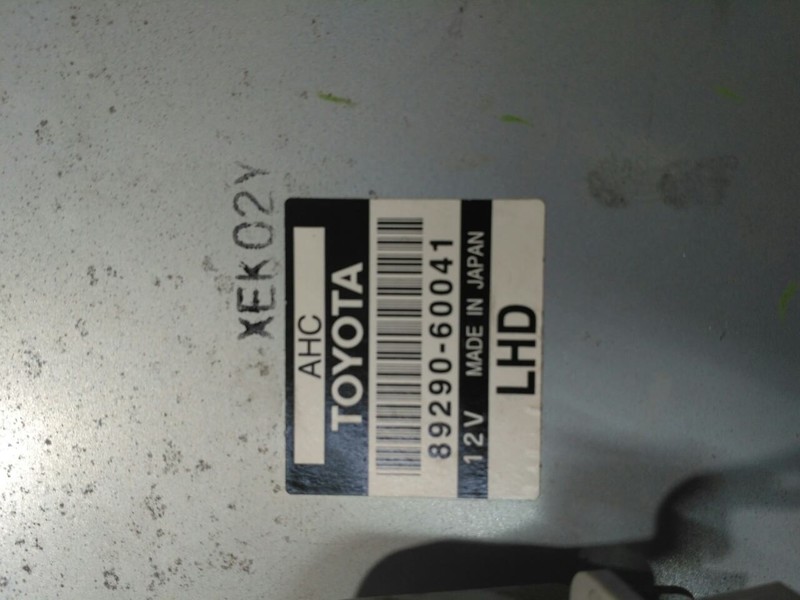 XEK02Y
AHC
TOYOTA
89290-60041
12V MADE IN JAPAN
LHD